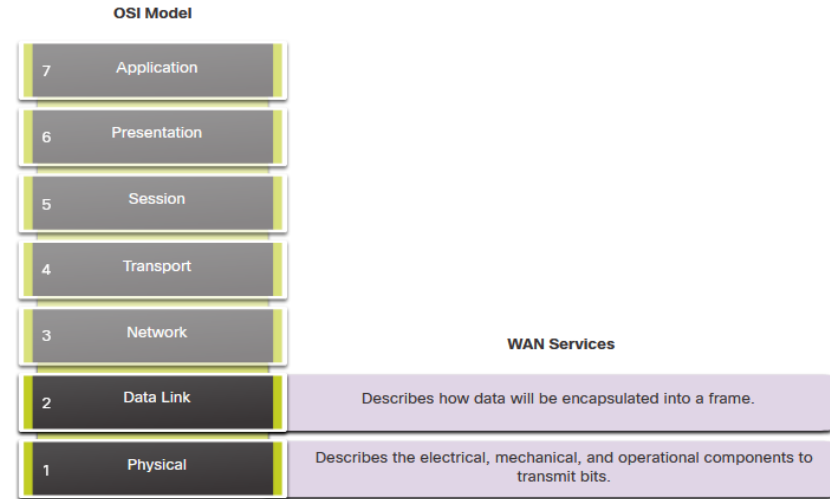 OSI Model
7 Application
6 Presentation
5 Session
4 Transport
3 Network
WAN Services
2 Data Link Describes how data will be encapsulated into a frame.
1 Physical Describes the electrical, mechanical, and operational components to
transmit bits.